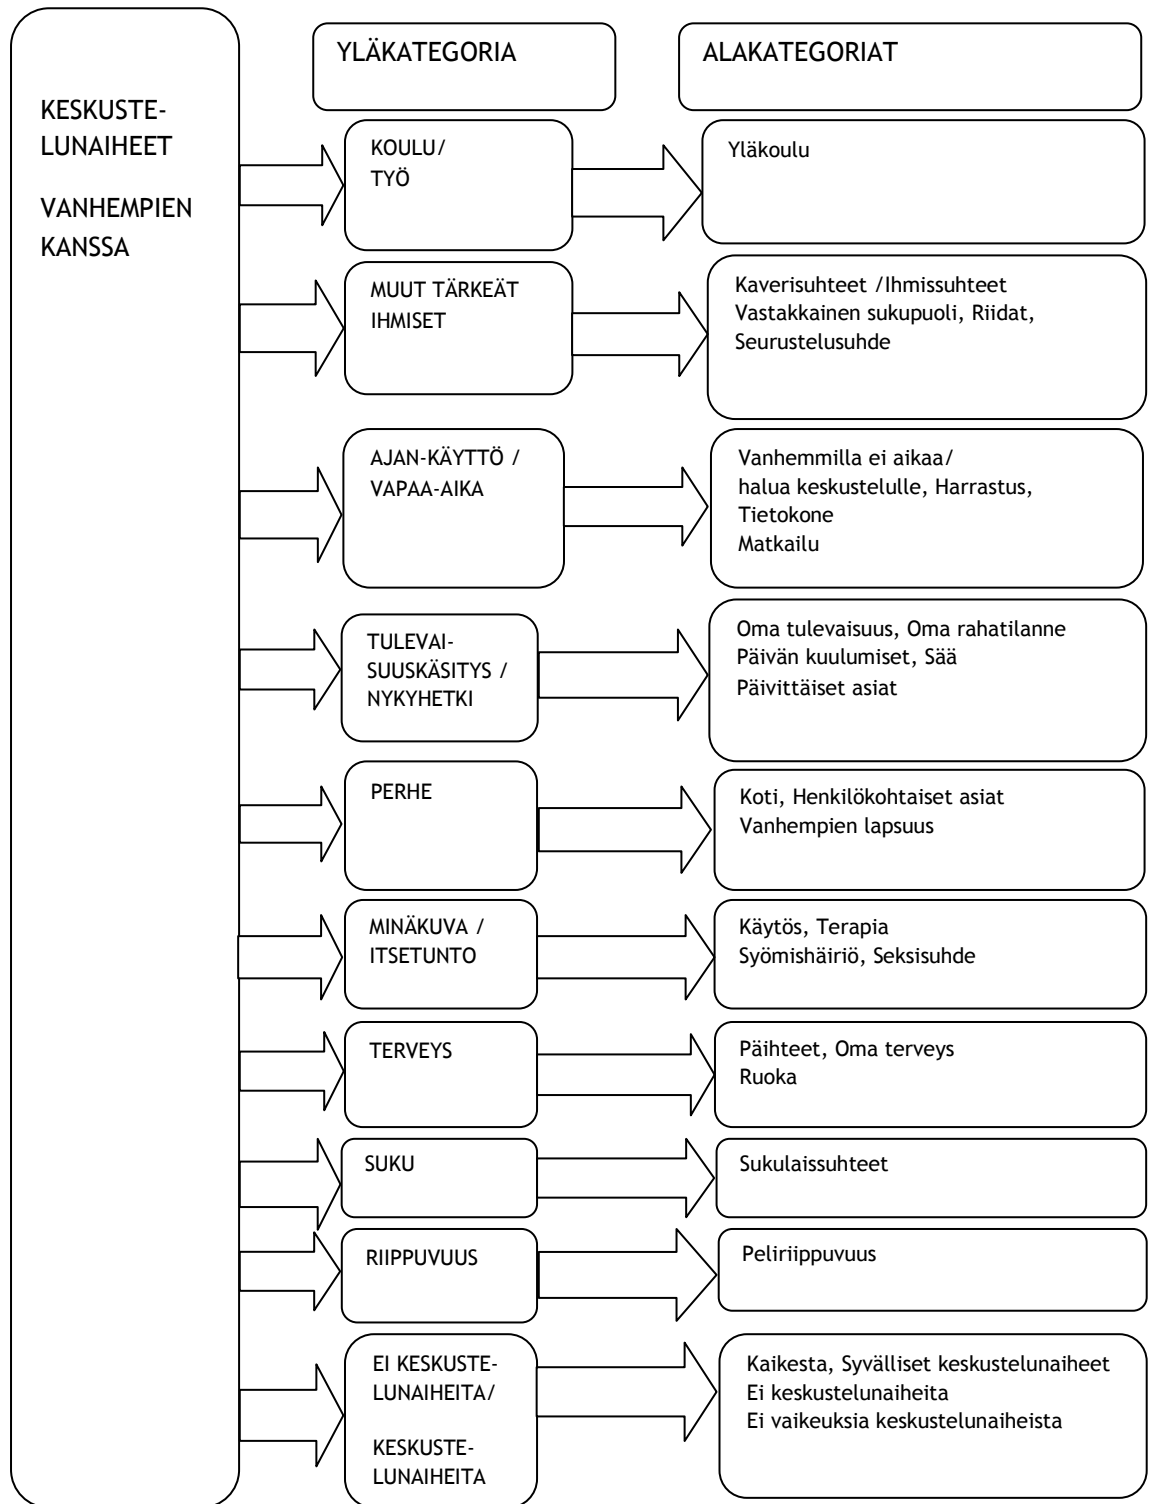 KESKUSTE-
LUNAIHEET
VANHEMPIEN
KANSSA
YLÄKATEGORIA
ALAKATEGORIAT
KOULU/
TYÖ
Yläkoulu
MUUT TÄRKEÄT
IHMISET
Kaverisuhteet /Ihmissuhteet
Vastakkainen sukupuoli, Riidat,
Seurustelusuhde
AJAN-KÄYTTÖ /
VAPAA-AIKA
Vanhemmilla ei aikaa/
halua keskustelulle, Harrastus,
Tietokone
Matkailu
TULEVAI-
SUUSKÄSITYS /
NYKYHETKI
Oma tulevaisuus, Oma rahatilanne
Päivän kuulumiset, Sää
Päivittäiset asiat
PERHE
Koti, Henkilökohtaiset asiat
Vanhempien lapsuus
MINÄKUVA /
ITSETUNTO
Käytös, Terapia
Syömishäiriö, Seksisuhde
TERVEYS
Päihteet, Oma terveys
Ruoka
SUKU
Sukulaissuhteet
RIIPPUVUUS
Peliriippuvuus
EI KESKUSTE-
LUNAIHEITA/
KESKUSTE-
LUNAIHEITA
Kaikesta, Syvälliset keskustelunaiheet
Ei keskustelunaiheita
Ei vaikeuksia keskustelunaiheista